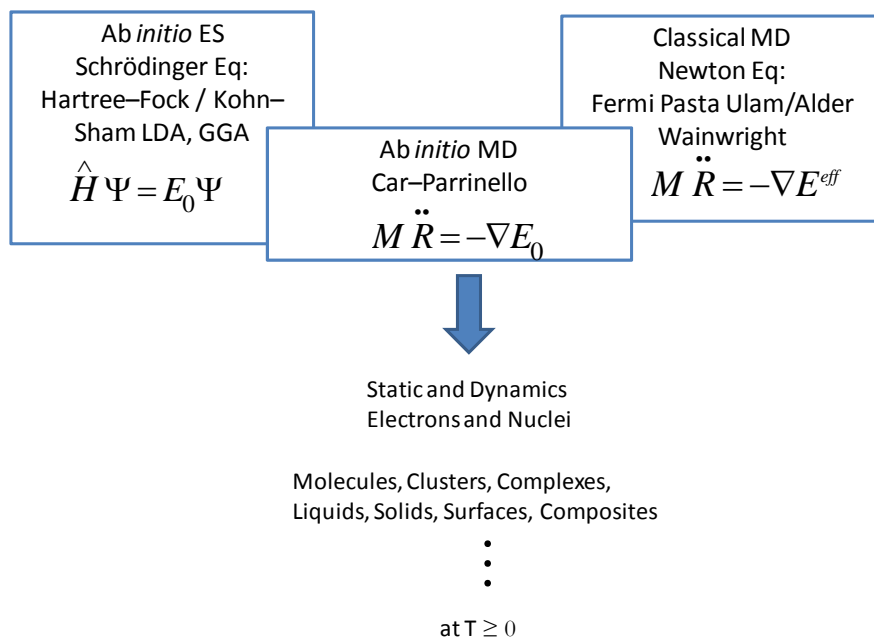 Ab initio ES
Schrödinger Eq:
Hartree–Fock / Kohn–
Sham LDA, GGA
Ĥ Ψ = E₀Ψ
Ab initio MD
Car–Parrinello
M R̈ = −∇E₀
Classical MD
Newton Eq:
Fermi Pasta Ulam/Alder
Wainwright
M R̈ = −∇Eᵉᶠᶠ
Static and Dynamics
Electrons and Nuclei
Molecules, Clusters, Complexes,
Liquids, Solids, Surfaces, Composites
at T ≥ 0